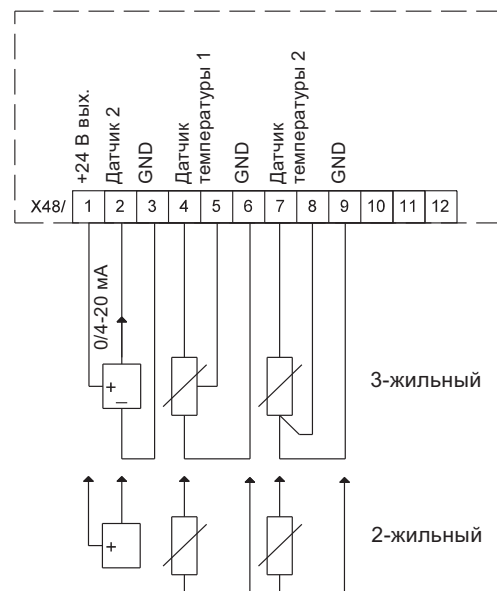 +24 В вых.
Датчик 2
GND
Датчик
температуры 1
GND
Датчик
температуры 2
GND
X48/ 1 2 3 4 5 6 7 8 9 10 11 12
0/4-20 мА
+
–
3-жильный
+
2-жильный